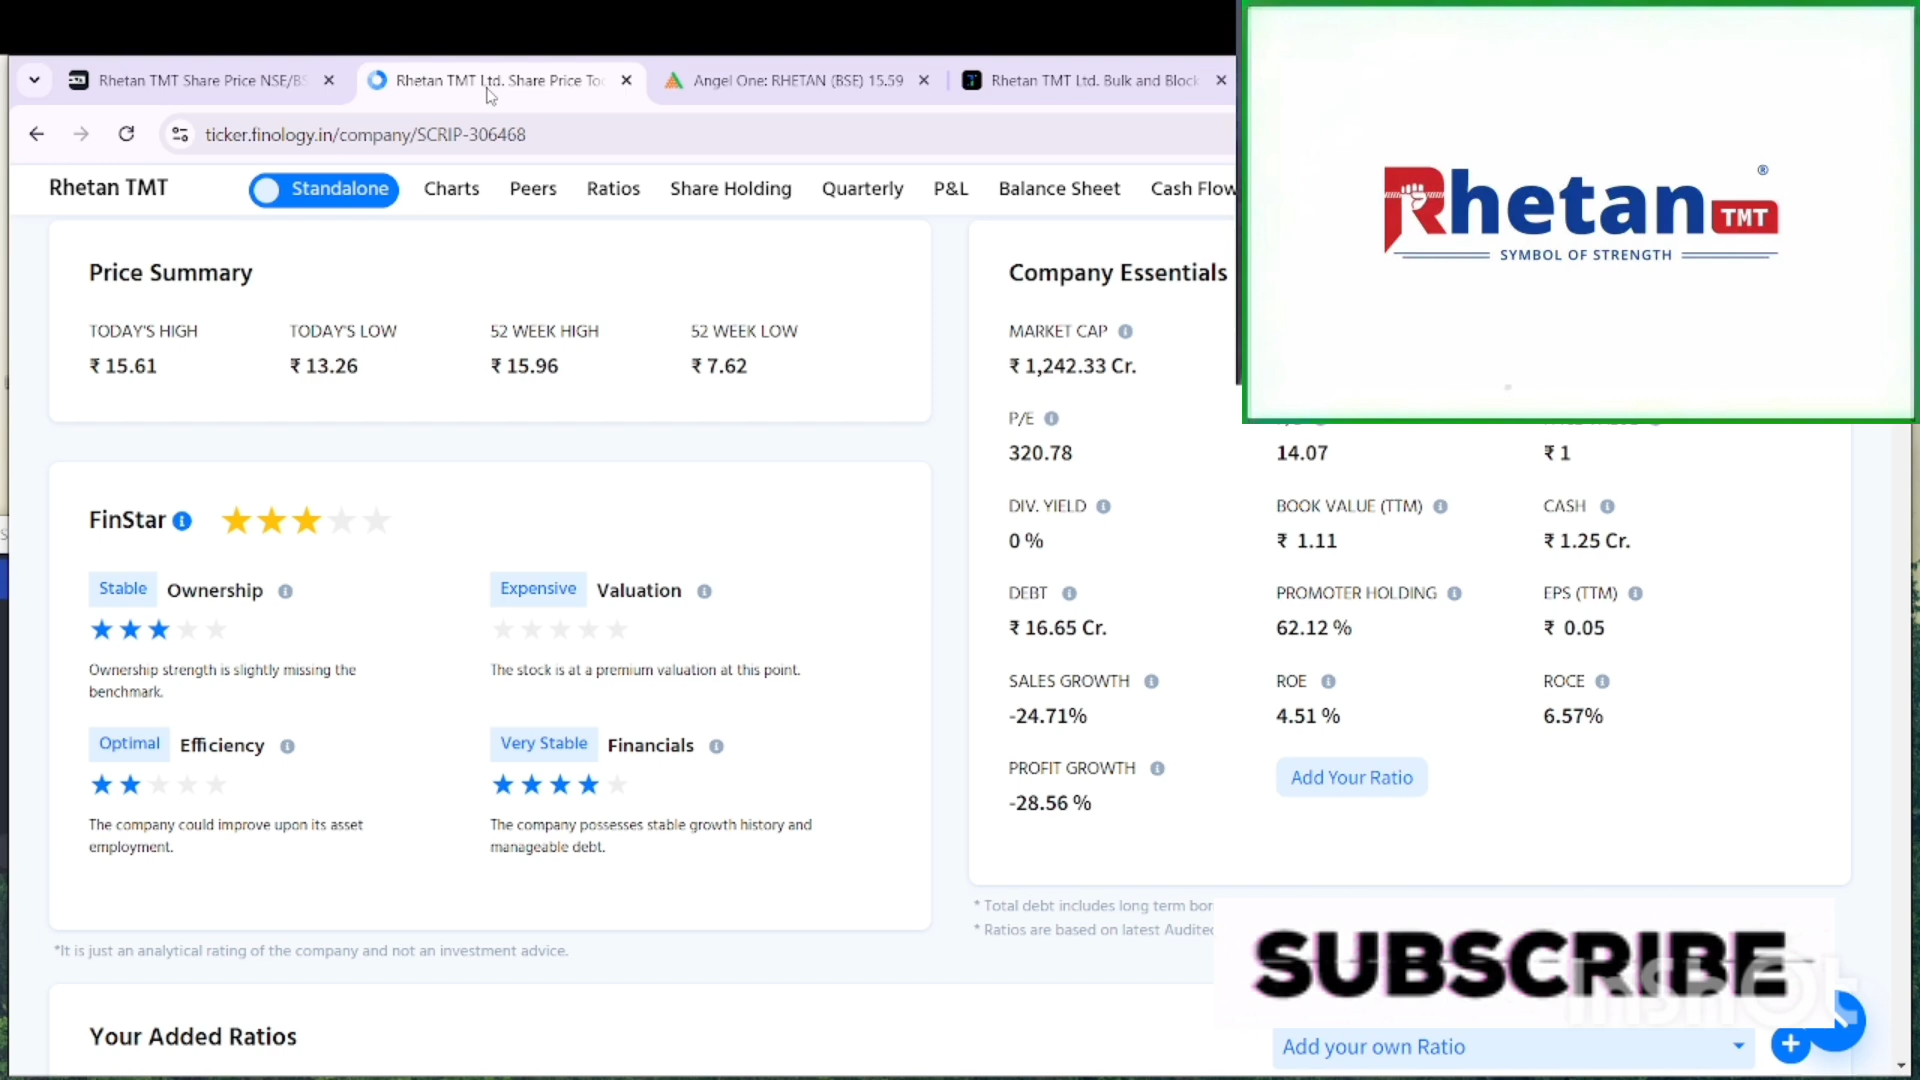 Rhetan TMT Share Price NSE/BS
Rhetan TMT Ltd. Share Price Too
Angel One: RHETAN (BSE) 15.59
Rhetan TMT Ltd. Bulk and Block
ticker.finology.in/company/SCRIP-306468
Rhetan TMT
Standalone
Charts
Peers
Ratios
Share Holding
Quarterly
P&L
Balance Sheet
Cash Flow
Rhetan TMT ®
SYMBOL OF STRENGTH
Price Summary
TODAY'S HIGH
TODAY'S LOW
52 WEEK HIGH
52 WEEK LOW
₹ 15.61
₹ 13.26
₹ 15.96
₹ 7.62
FinStar
Stable Ownership
Ownership strength is slightly missing the
benchmark.
Expensive Valuation
The stock is at a premium valuation at this point.
Optimal Efficiency
The company could improve upon its asset
employment.
Very Stable Financials
The company possesses stable growth history and
manageable debt.
*It is just an analytical rating of the company and not an investment advice.
Your Added Ratios
Company Essentials
MARKET CAP
₹ 1,242.33 Cr.
P/E
320.78
14.07
₹ 1
DIV. YIELD
BOOK VALUE (TTM)
CASH
0 %
₹ 1.11
₹ 1.25 Cr.
DEBT
PROMOTER HOLDING
EPS (TTM)
₹ 16.65 Cr.
62.12 %
₹ 0.05
SALES GROWTH
ROE
ROCE
-24.71%
4.51 %
6.57%
PROFIT GROWTH
-28.56 %
Add Your Ratio
* Total debt includes long term bor
* Ratios are based on latest Audited
SUBSCRIBE
InShOt
Add your own Ratio